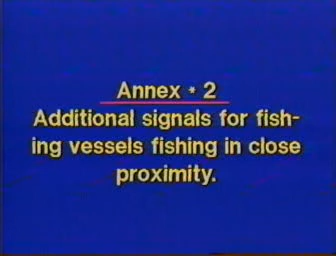 Annex * 2
Additional signals for fish-
ing vessels fishing in close
proximity.